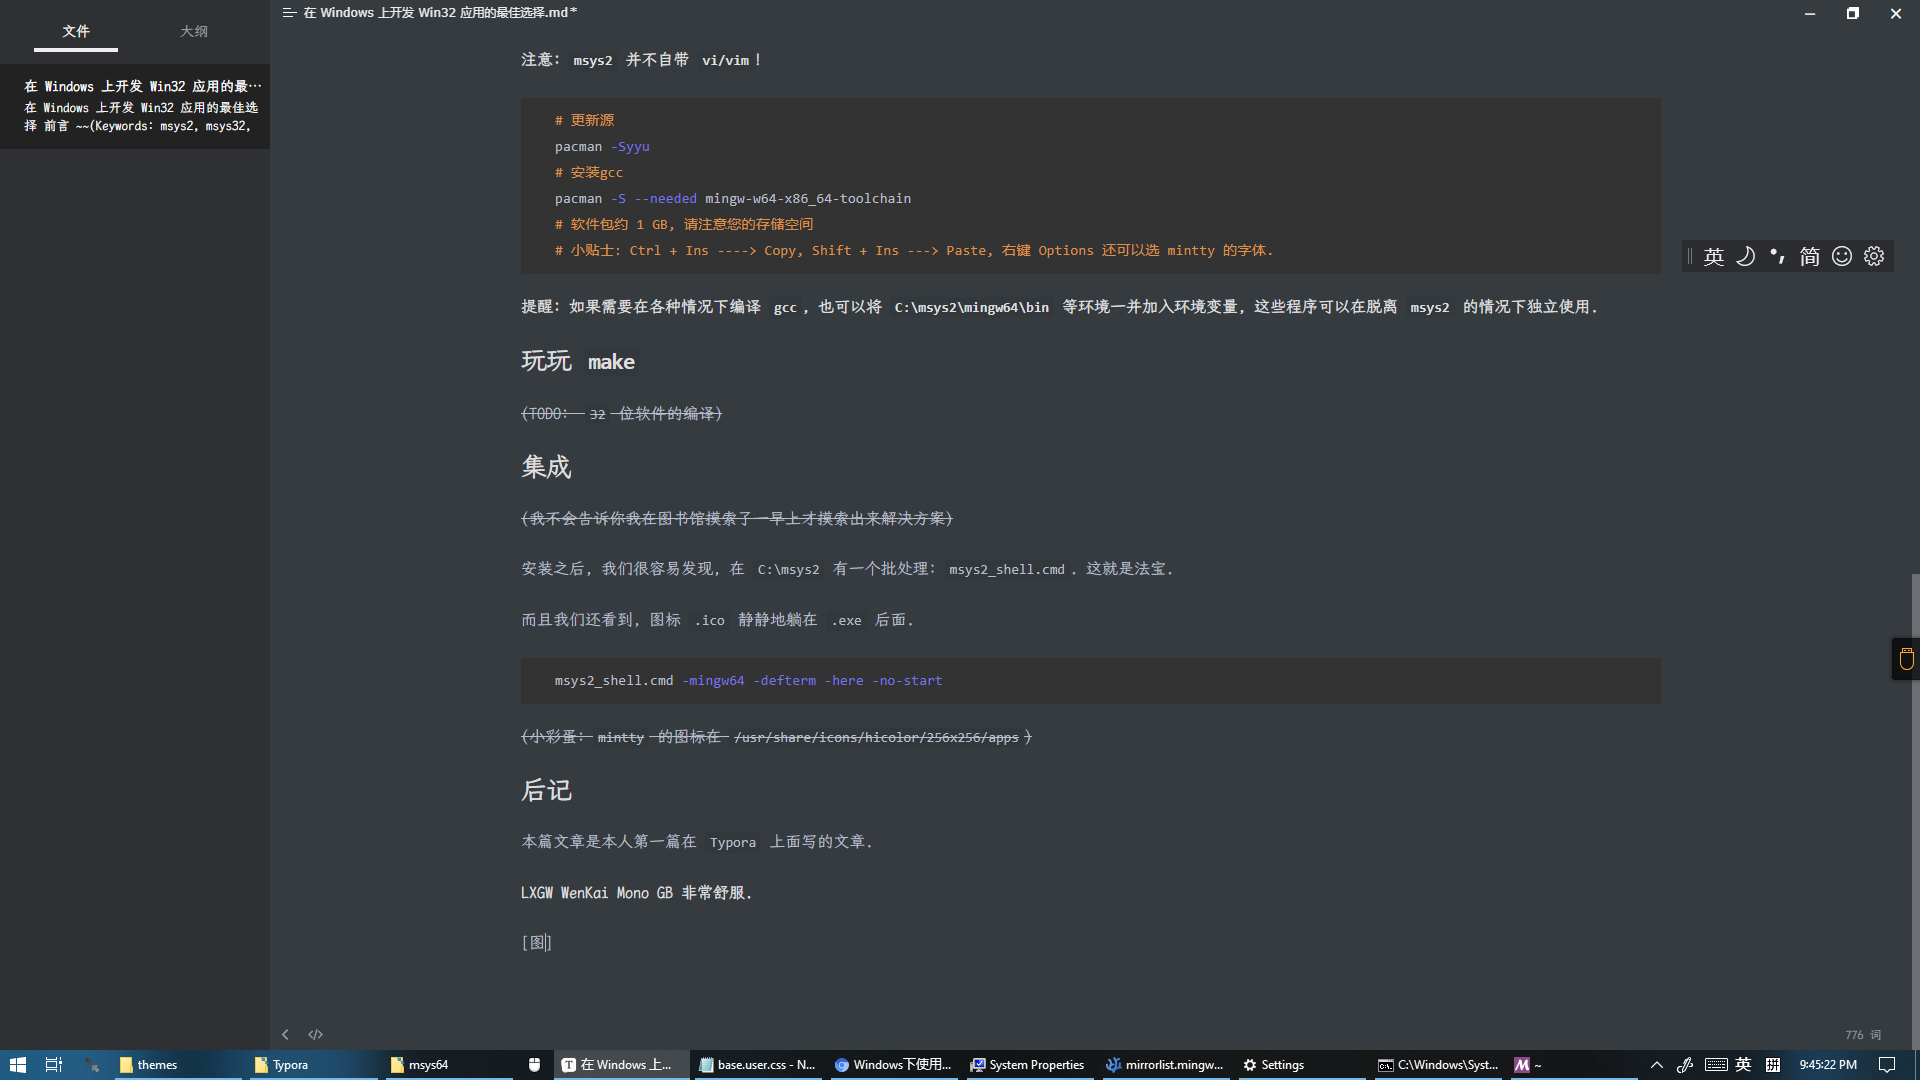 在 Windows 上开发 Win32 应用的最佳选择.md*
文件 大纲
在 Windows 上开发 Win32 应用的最…
在 Windows 上开发 Win32 应用的最佳选
择 前言 ~~(Keywords: msys2, msys32,
注意： msys2 并不自带 vi/vim！
# 更新源
pacman -Syyu
# 安装gcc
pacman -S --needed mingw-w64-x86_64-toolchain
# 软件包约 1 GB, 请注意您的存储空间
# 小贴士: Ctrl + Ins ----> Copy, Shift + Ins ---> Paste, 右键 Options 还可以选 mintty 的字体.
英 简
提醒：如果需要在各种情况下编译 gcc，也可以将 C:\msys2\mingw64\bin 等环境一并加入环境变量，这些程序可以在脱离 msys2 的情况下独立使用.
玩玩 make
(TODO： 32 位软件的编译)
集成
(我不会告诉你我在图书馆摸索了一早上才摸索出来解决方案)
安装之后，我们很容易发现，在 C:\msys2 有一个批处理： msys2_shell.cmd . 这就是法宝.
而且我们还看到，图标 .ico 静静地躺在 .exe 后面.
msys2_shell.cmd -mingw64 -defterm -here -no-start
(小彩蛋： mintty 的图标在 /usr/share/icons/hicolor/256x256/apps )
后记
本篇文章是本人第一篇在 Typora 上面写的文章.
LXGW WenKai Mono GB 非常舒服.
[图]
776 词
themes Typora msys64 在 Windows 上... base.user.css - N... Windows下使用... System Properties mirrorlist.mingw... Settings C:\Windows\Syst... ~ 英 拼 9:45:22 PM